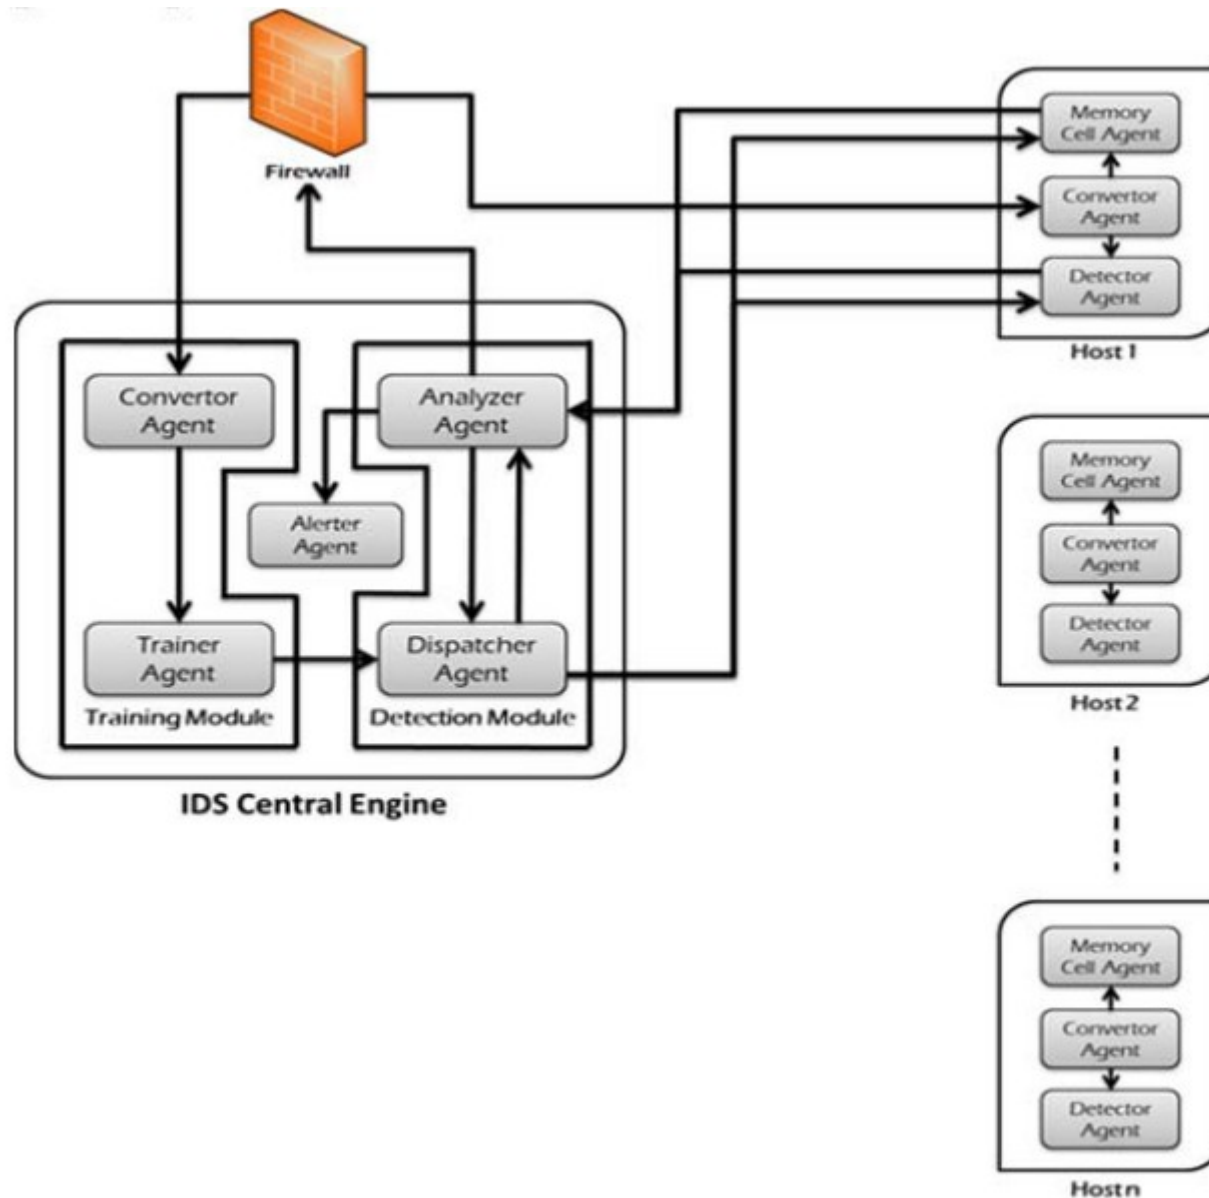 Firewall
Memory
Cell Agent
Convertor
Agent
Detector
Agent
Host 1
Convertor
Agent
Analyzer
Agent
Alerter
Agent
Trainer
Agent
Training Module
Dispatcher
Agent
Detection Module
IDS Central Engine
Memory
Cell Agent
Convertor
Agent
Detector
Agent
Host 2
Memory
Cell Agent
Convertor
Agent
Detector
Agent
Host n